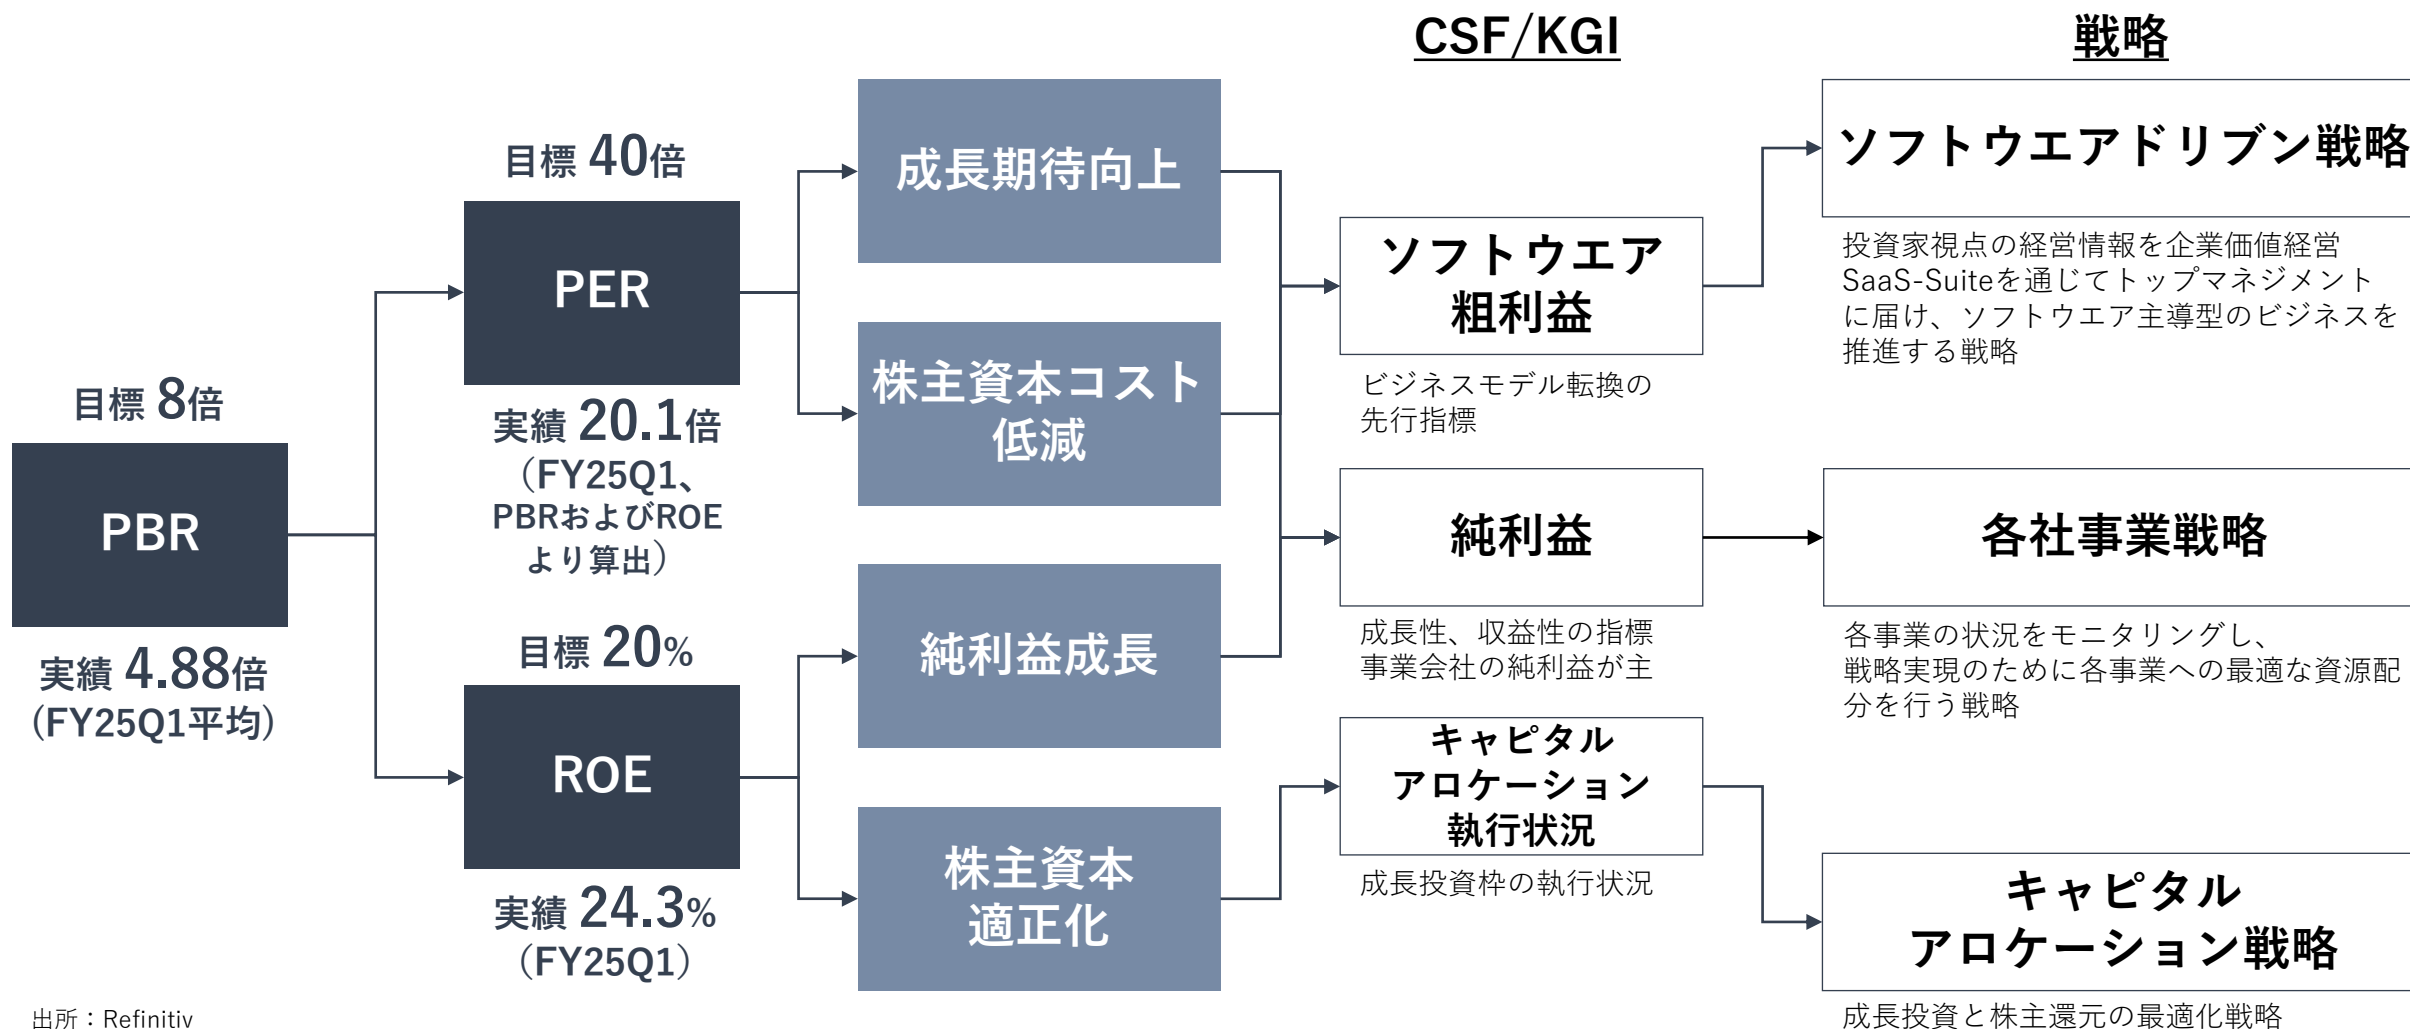 CSF/KGI
戦略
目標 8倍
PBR
実績 4.88倍
(FY25Q1平均)
目標 40倍
PER
実績 20.1倍
（FY25Q1、
PBRおよびROE
より算出）
目標 20%
ROE
実績 24.3%
（FY25Q1）
成長期待向上
株主資本コスト
低減
純利益成長
株主資本
適正化
ソフトウエア
粗利益
ビジネスモデル転換の
先行指標
純利益
成長性、収益性の指標
事業会社の純利益が主
キャピタル
アロケーション
執行状況
成長投資枠の執行状況
ソフトウエアドリブン戦略
投資家視点の経営情報を企業価値経営
SaaS-Suiteを通じてトップマネジメント
に届け、ソフトウエア主導型のビジネスを
推進する戦略
各社事業戦略
各事業の状況をモニタリングし、
戦略実現のために各事業への最適な資源配
分を行う戦略
キャピタル
アロケーション戦略
成長投資と株主還元の最適化戦略
出所：Refinitiv